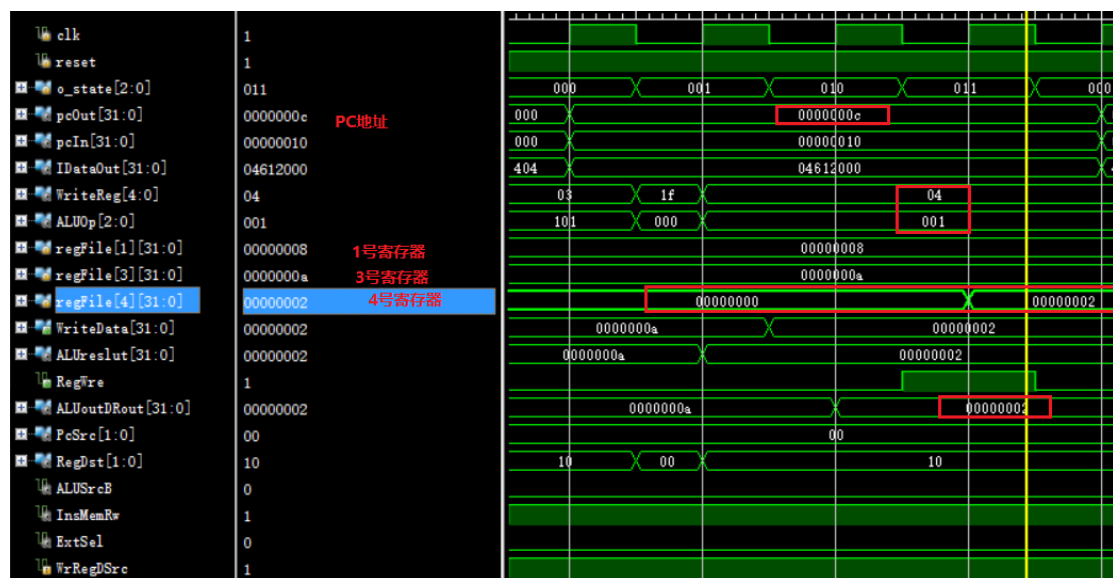 clk 1
reset 1
o_state[2:0] 011 000 001 010 011 000
pcOut[31:0] 0000000c PC地址 000 0000000c
pcIn[31:0] 00000010 000 00000010
IDataOut[31:0] 04612000 404 04612000
WriteReg[4:0] 04 03 1f 04
ALUOp[2:0] 001 101 000 001
regFile[1][31:0] 00000008 1号寄存器 00000008
regFile[3][31:0] 0000000a 3号寄存器 0000000a
regFile[4][31:0] 00000002 4号寄存器 00000000 00000002
WriteData[31:0] 00000002 0000000a 00000002
ALUreslut[31:0] 00000002 0000000a 00000002
RegWre 1
ALUoutDRout[31:0] 00000002 0000000a 00000002
PcSrc[1:0] 00 00
RegDst[1:0] 10 10 00 10
ALUSrcB 0
InsMemRw 1
ExtSel 0
WrRegDSrc 1